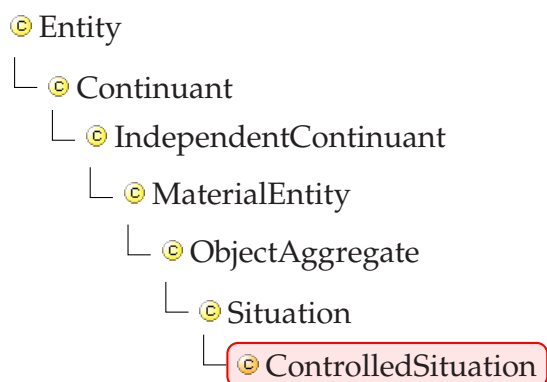 C Entity
C Continuant
C IndependentContinuant
C MaterialEntity
C ObjectAggregate
C Situation
C ControlledSituation